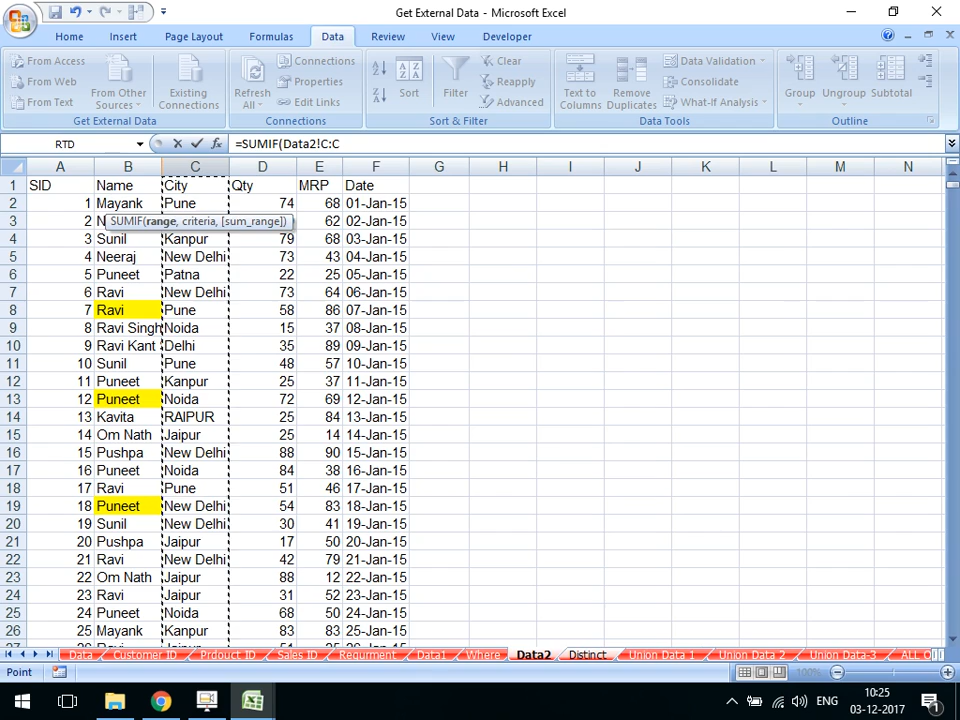 Get External Data - Microsoft Excel
Home Insert Page Layout Formulas Data Review View Developer
From Access
From Web
From Text
From Other Sources
Existing Connections
Get External Data
Refresh All
Connections
Properties
Edit Links
Connections
Sort
Filter
Clear
Reapply
Advanced
Sort & Filter
Text to Columns
Remove Duplicates
Data Validation
Consolidate
What-If Analysis
Data Tools
Group
Ungroup
Subtotal
Outline
RTD =SUMIF(Data2!C:C
A B C D E F G H I J K L M N
1 SID Name City Qty MRP Date
2 1 Mayank Pune 74 68 01-Jan-15
3 2 N 62 02-Jan-15
SUMIF(range, criteria, [sum_range])
4 3 Sunil Kanpur 79 68 03-Jan-15
5 4 Neeraj New Delhi 73 43 04-Jan-15
6 5 Puneet Patna 22 25 05-Jan-15
7 6 Ravi New Delhi 73 64 06-Jan-15
8 7 Ravi Pune 58 86 07-Jan-15
9 8 Ravi Singh Noida 15 37 08-Jan-15
10 9 Ravi Kant Delhi 35 89 09-Jan-15
11 10 Sunil Pune 48 57 10-Jan-15
12 11 Puneet Kanpur 25 37 11-Jan-15
13 12 Puneet Noida 72 69 12-Jan-15
14 13 Kavita RAIPUR 25 84 13-Jan-15
15 14 Om Nath Jaipur 25 14 14-Jan-15
16 15 Pushpa New Delhi 88 90 15-Jan-15
17 16 Puneet Noida 84 38 16-Jan-15
18 17 Ravi Pune 51 46 17-Jan-15
19 18 Puneet New Delhi 54 83 18-Jan-15
20 19 Sunil New Delhi 30 41 19-Jan-15
21 20 Pushpa Jaipur 17 50 20-Jan-15
22 21 Ravi New Delhi 42 79 21-Jan-15
23 22 Om Nath Jaipur 88 12 22-Jan-15
24 23 Ravi Jaipur 31 52 23-Jan-15
25 24 Puneet Noida 68 50 24-Jan-15
26 25 Mayank Kanpur 83 83 25-Jan-15
Data Customer ID Prdouct ID Sales ID Requrment Data1 Where Data2 Distinct Union Data 1 Union Data 2 Union Data-3
Point 100%
ENG 10:25
03-12-2017
1